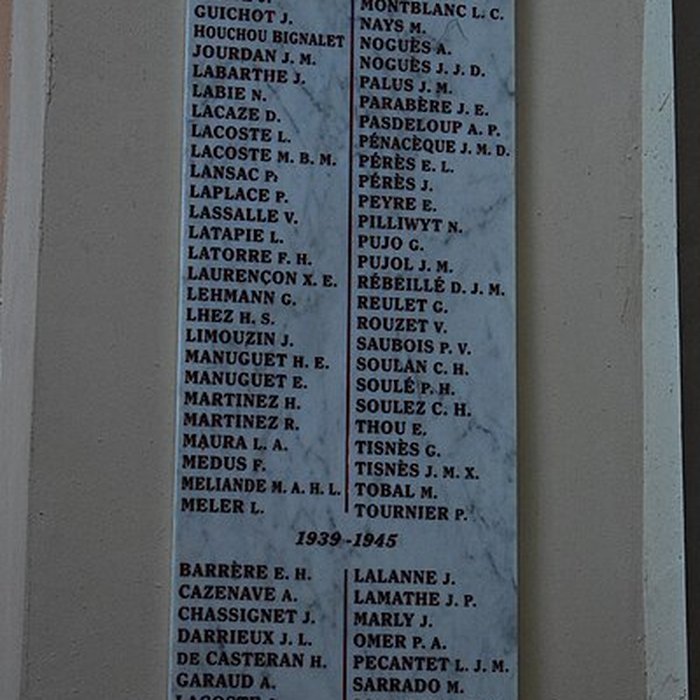 GUICHOT J.
HOUCHOU BIGNALET
JOURDAN J. M.
LABARTHE J.
LABIE N.
LACAZE D.
LACOSTE L.
LACOSTE M. B. M.
LANSAC P.
LAPLACE P.
LASSALLE V.
LATAPIE L.
LATORRE F. H.
LAURENÇON X. E.
LEHMANN G.
LHEZ H. S.
LIMOUZIN J.
MANUGUET H. E.
MANUGUET E.
MARTINEZ H.
MARTINEZ R.
MAURA L. A.
MEDUS F.
MELIANDE M. A. H. L.
MELER L.
MONTBLANC L. C.
NAYS M.
NOGUÈS A.
NOGUÈS J. J. D.
PALUS J. M.
PARABÈRE J. E.
PASDELOUP A. P.
PÉNACÈQUE J. M. D.
PÉRÈS E. L.
PÉRÈS J.
PEYRE E.
PILLIWYT N.
PUJO G.
PUJOL J. M.
RÉBEILLÉ D. J. M.
REULET G.
ROUZET V.
SAUBOIS P. V.
SOULAN C. H.
SOULÉ P. H.
SOULEZ C. H.
THOU E.
TISNÈS G.
TISNÈS J. M. X.
TOBAL M.
TOURNIER P.
1939-1945
BARRÈRE E. H.
CAZENAVE A.
CHASSIGNET J.
DARRIEUX J. L.
DE CASTERAN H.
GARAUD A.
LALANNE J.
LAMATHE J. P.
MARLY J.
OMER P. A.
PECANTET L. J. M.
SARRADO M.